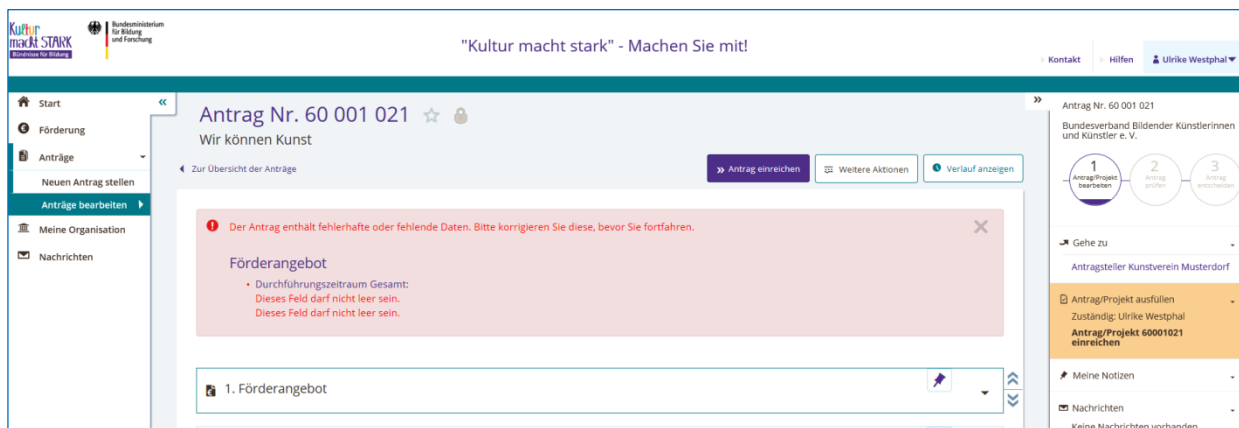 Kultur
macht STARK
Bündnisse für Bildung
Bundesministerium
für Bildung
und Forschung
"Kultur macht stark" - Machen Sie mit!
Kontakt
Hilfen
Ulrike Westphal
Start
Förderung
Anträge
Neuen Antrag stellen
Anträge bearbeiten
Meine Organisation
Nachrichten
Antrag Nr. 60 001 021
Wir können Kunst
Zur Übersicht der Anträge
Antrag einreichen
Weitere Aktionen
Verlauf anzeigen
Der Antrag enthält fehlerhafte oder fehlende Daten. Bitte korrigieren Sie diese, bevor Sie fortfahren.
Förderangebot
• Durchführungszeitraum Gesamt:
Dieses Feld darf nicht leer sein.
Dieses Feld darf nicht leer sein.
1. Förderangebot
Antrag Nr. 60 001 021
Bundesverband Bildender Künstlerinnen
und Künstler e. V.
1
Antrag/Projekt
bearbeiten
2
Antrag
prüfen
3
Antrag
entscheiden
Gehe zu
Antragsteller Kunstverein Musterdorf
Antrag/Projekt ausfüllen
Zuständig: Ulrike Westphal
Antrag/Projekt 60001021
einreichen
Meine Notizen
Nachrichten
Keine Nachrichten vorhanden